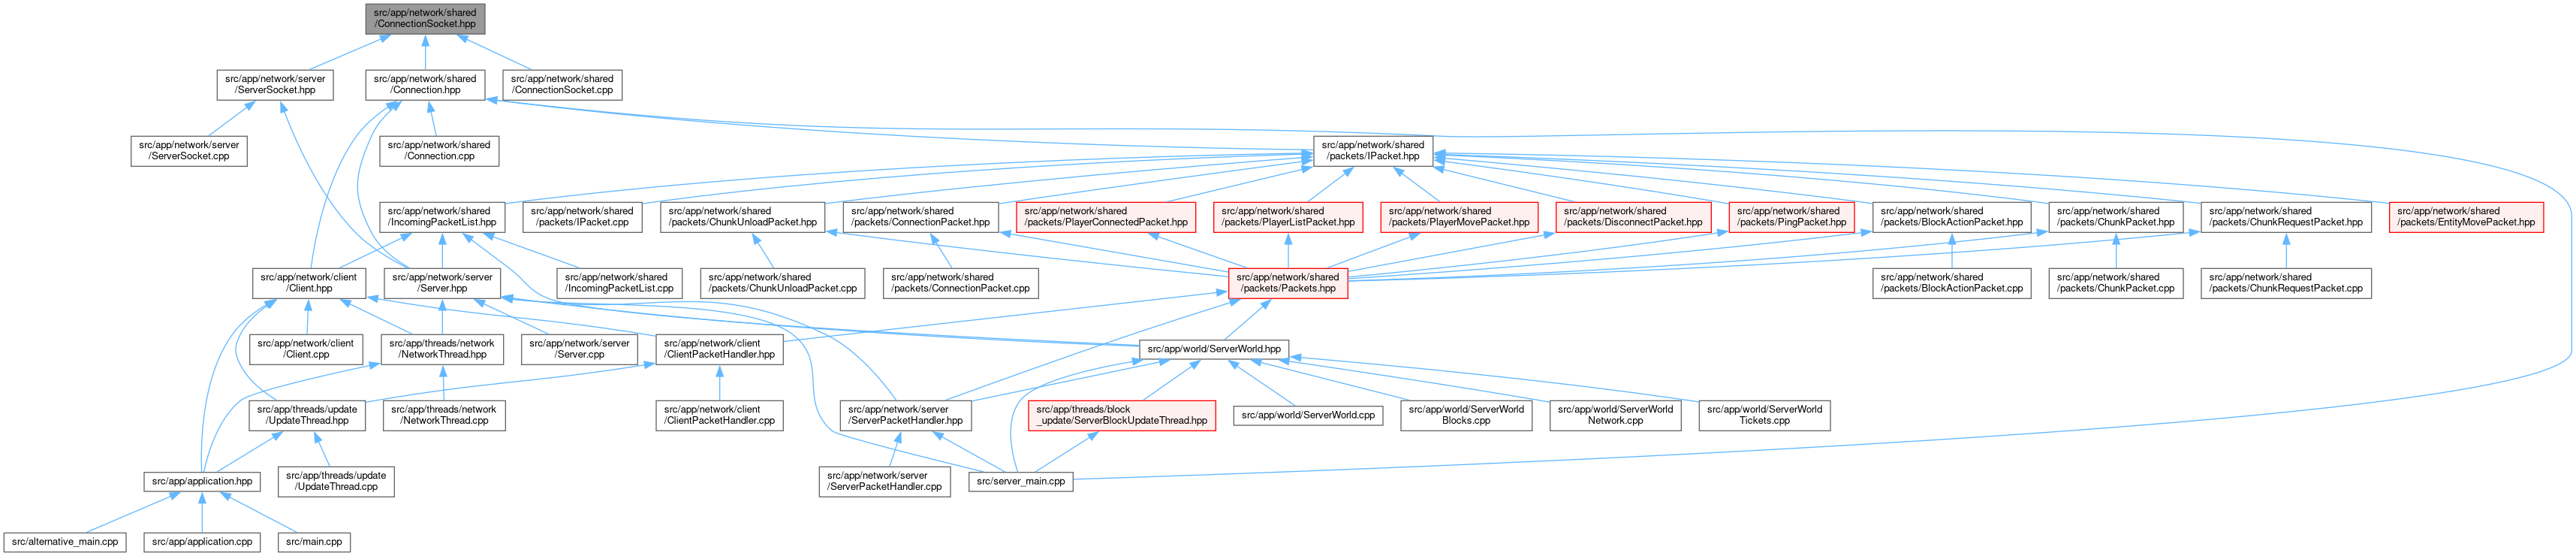 src/app/network/shared
/ConnectionSocket.hpp
src/app/network/server
/ServerSocket.hpp
src/app/network/shared
/Connection.hpp
src/app/network/shared
/ConnectionSocket.cpp
src/app/network/server
/ServerSocket.cpp
src/app/network/shared
/Connection.cpp
src/app/network/shared
/packets/IPacket.hpp
src/app/network/shared
/IncomingPacketList.hpp
src/app/network/shared
/packets/IPacket.cpp
src/app/network/shared
/packets/ChunkUnloadPacket.hpp
src/app/network/shared
/packets/ConnectionPacket.hpp
src/app/network/shared
/packets/PlayerConnectedPacket.hpp
src/app/network/shared
/packets/PlayerListPacket.hpp
src/app/network/shared
/packets/PlayerMovePacket.hpp
src/app/network/shared
/packets/DisconnectPacket.hpp
src/app/network/shared
/packets/PingPacket.hpp
src/app/network/shared
/packets/BlockActionPacket.hpp
src/app/network/shared
/packets/ChunkPacket.hpp
src/app/network/shared
/packets/ChunkRequestPacket.hpp
src/app/network/shared
/packets/EntityMovePacket.hpp
src/app/network/client
/Client.hpp
src/app/network/server
/Server.hpp
src/app/network/shared
/IncomingPacketList.cpp
src/app/network/shared
/packets/ChunkUnloadPacket.cpp
src/app/network/shared
/packets/ConnectionPacket.cpp
src/app/network/shared
/packets/Packets.hpp
src/app/network/shared
/packets/BlockActionPacket.cpp
src/app/network/shared
/packets/ChunkPacket.cpp
src/app/network/shared
/packets/ChunkRequestPacket.cpp
src/app/network/client
/Client.cpp
src/app/threads/network
/NetworkThread.hpp
src/app/network/server
/Server.cpp
src/app/network/client
/ClientPacketHandler.hpp
src/app/world/ServerWorld.hpp
src/app/threads/update
/UpdateThread.hpp
src/app/threads/network
/NetworkThread.cpp
src/app/network/client
/ClientPacketHandler.cpp
src/app/network/server
/ServerPacketHandler.hpp
src/app/threads/block
_update/ServerBlockUpdateThread.hpp
src/app/world/ServerWorld.cpp
src/app/world/ServerWorld
Blocks.cpp
src/app/world/ServerWorld
Network.cpp
src/app/world/ServerWorld
Tickets.cpp
src/app/application.hpp
src/app/threads/update
/UpdateThread.cpp
src/app/network/server
/ServerPacketHandler.cpp
src/server_main.cpp
src/alternative_main.cpp
src/app/application.cpp
src/main.cpp